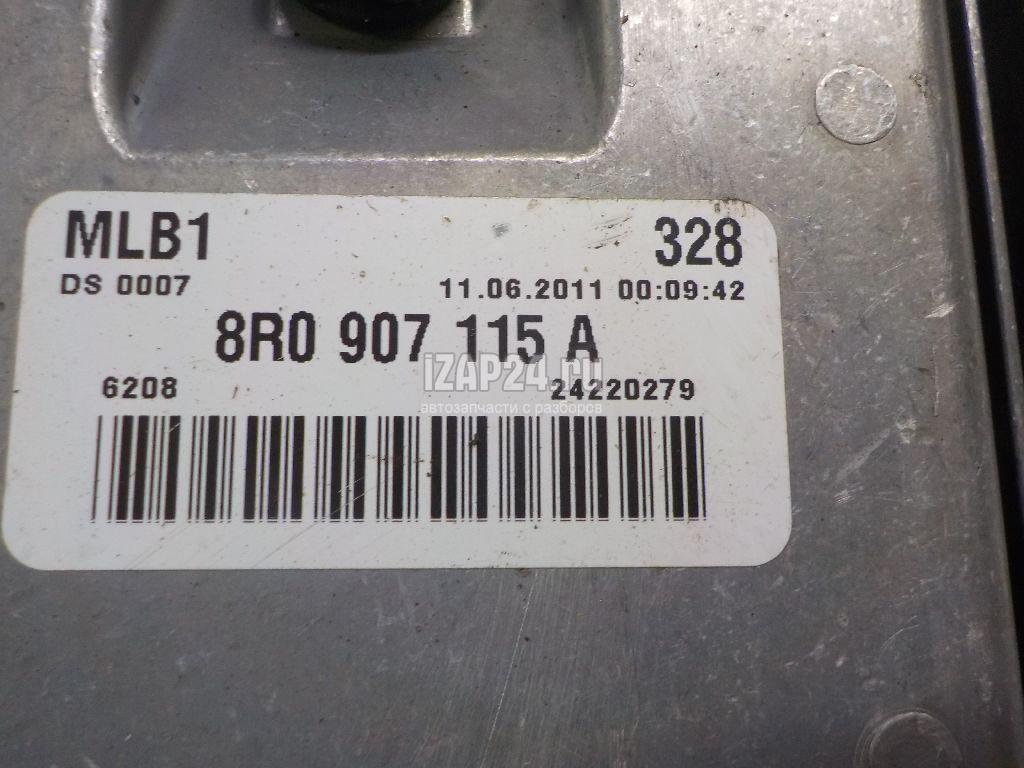 MLB1 328
DS 0007 11.06.2011 00:09:42
8R0 907 115 A
iZAP24.ru
6208 24220279
автозапчасти с разборов